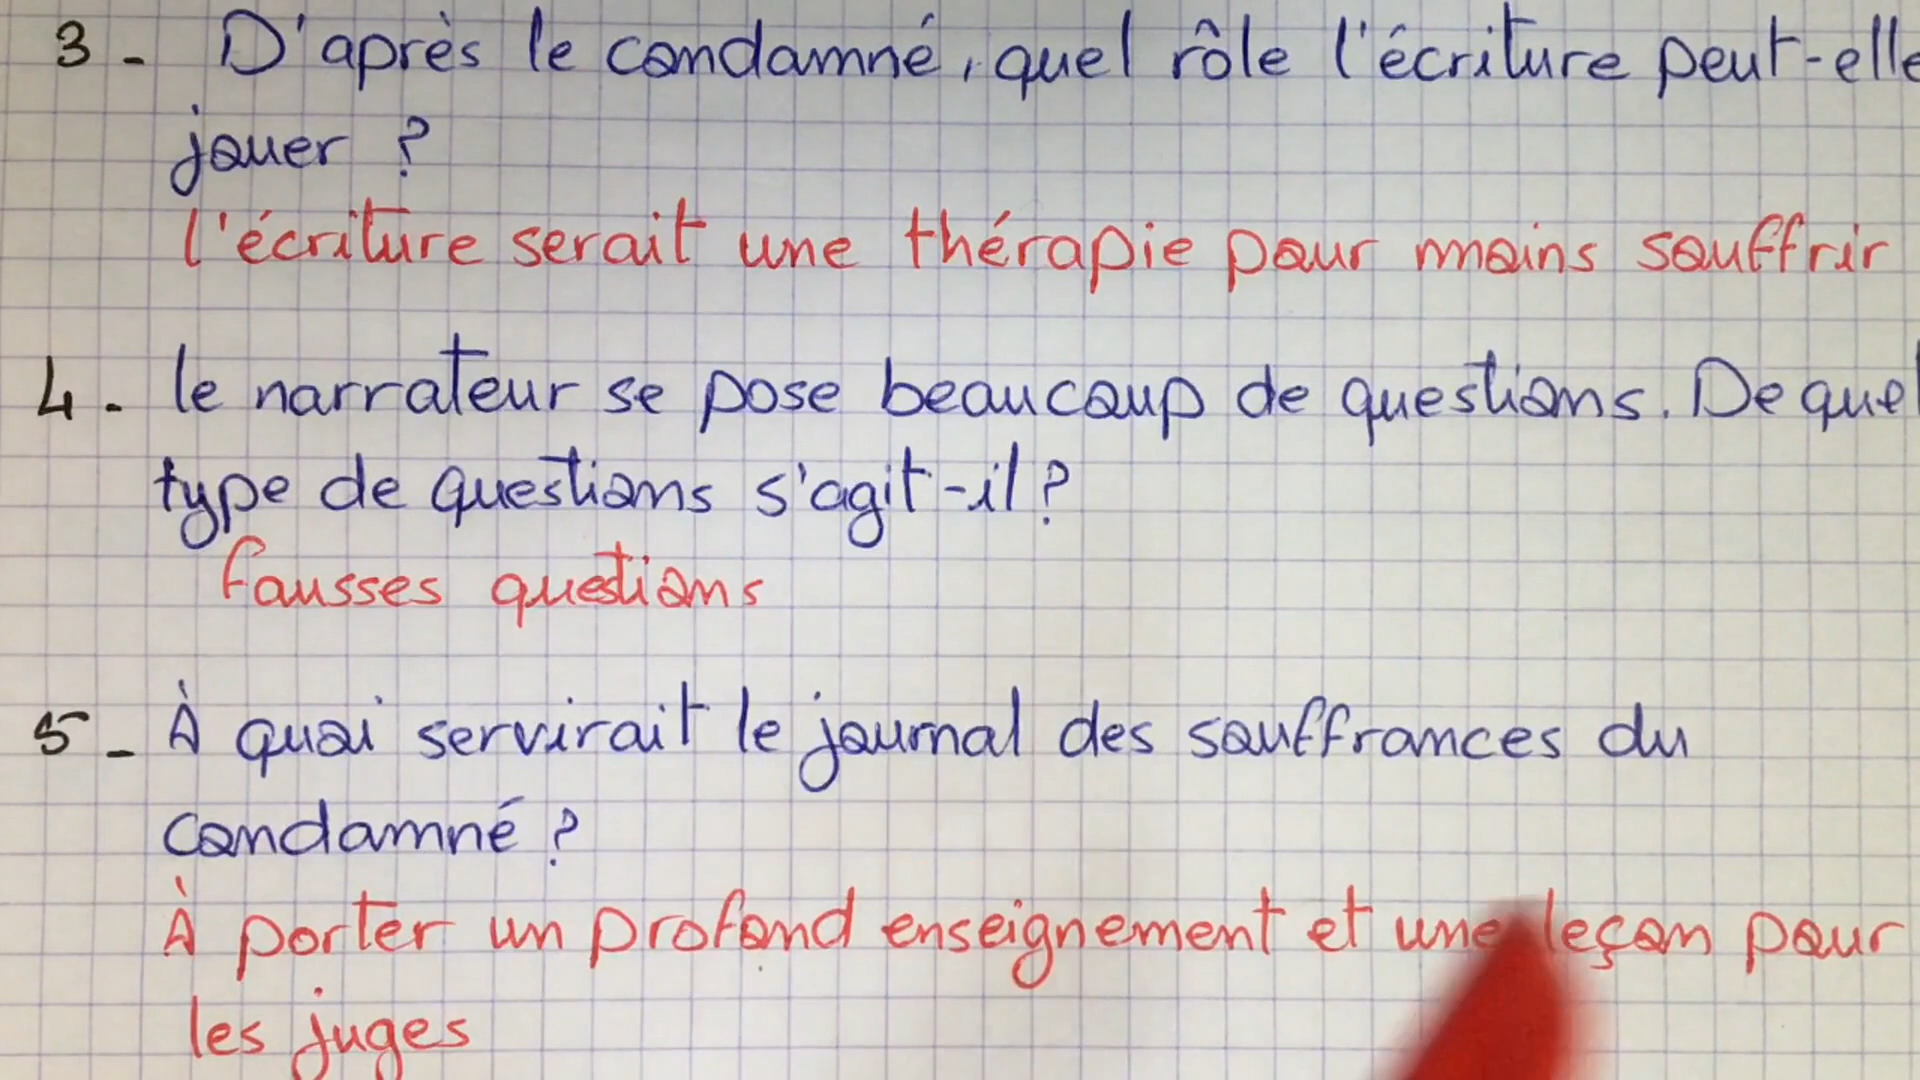 3 - D'après le condamné, quel rôle l'écriture peut-elle
jouer ?
l'écriture serait une thérapie pour moins souffrir
4 - le narrateur se pose beaucoup de questions. De quel
type de questions s'agit-il ?
fausses questions
5 - À quoi servirait le journal des souffrances du
condamné ?
À porter un profond enseignement et une leçon pour
les juges